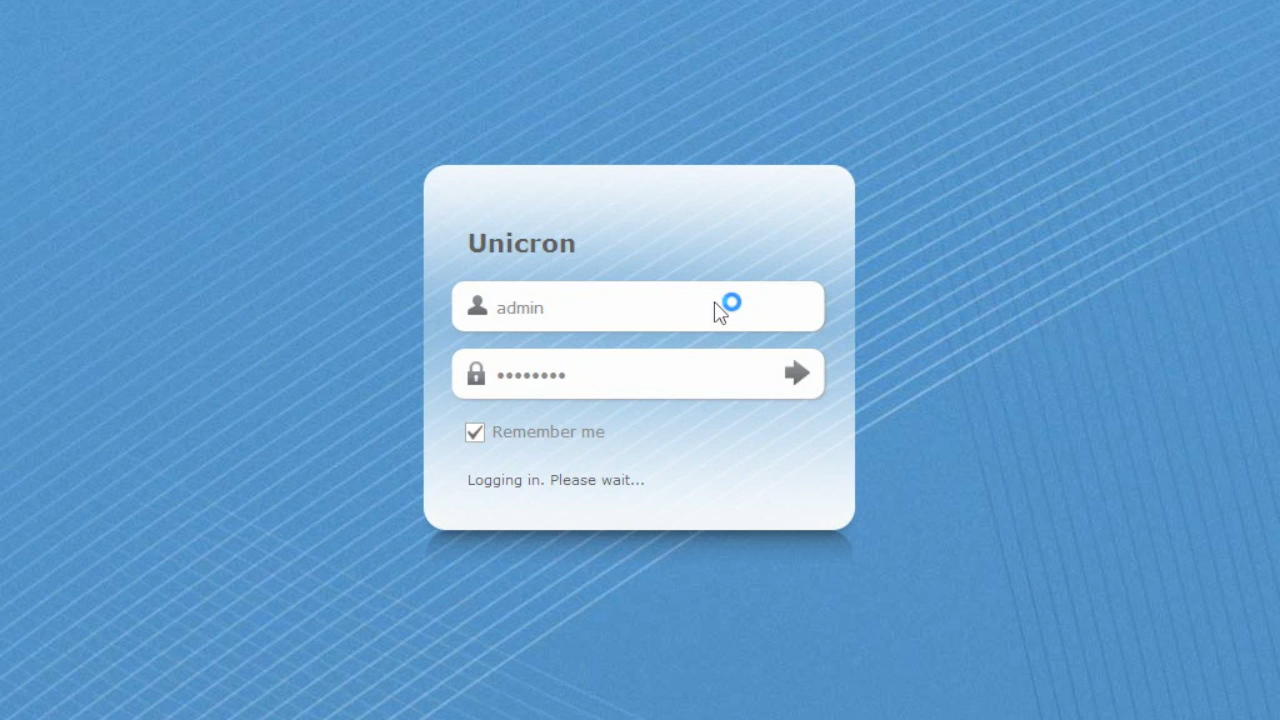 Unicron
admin
••••••••
Remember me
Logging in. Please wait...